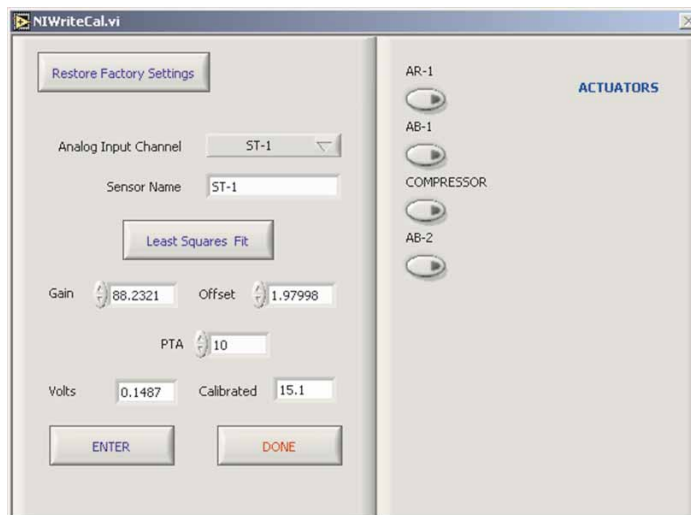 NIWriteCal.vi
Restore Factory Settings
Analog Input Channel ST-1
Sensor Name ST-1
Least Squares Fit
Gain 88.2321 Offset 1.97998
PTA 10
Volts 0.1487 Calibrated 15.1
ENTER DONE
ACTUATORS
AR-1
AB-1
COMPRESSOR
AB-2